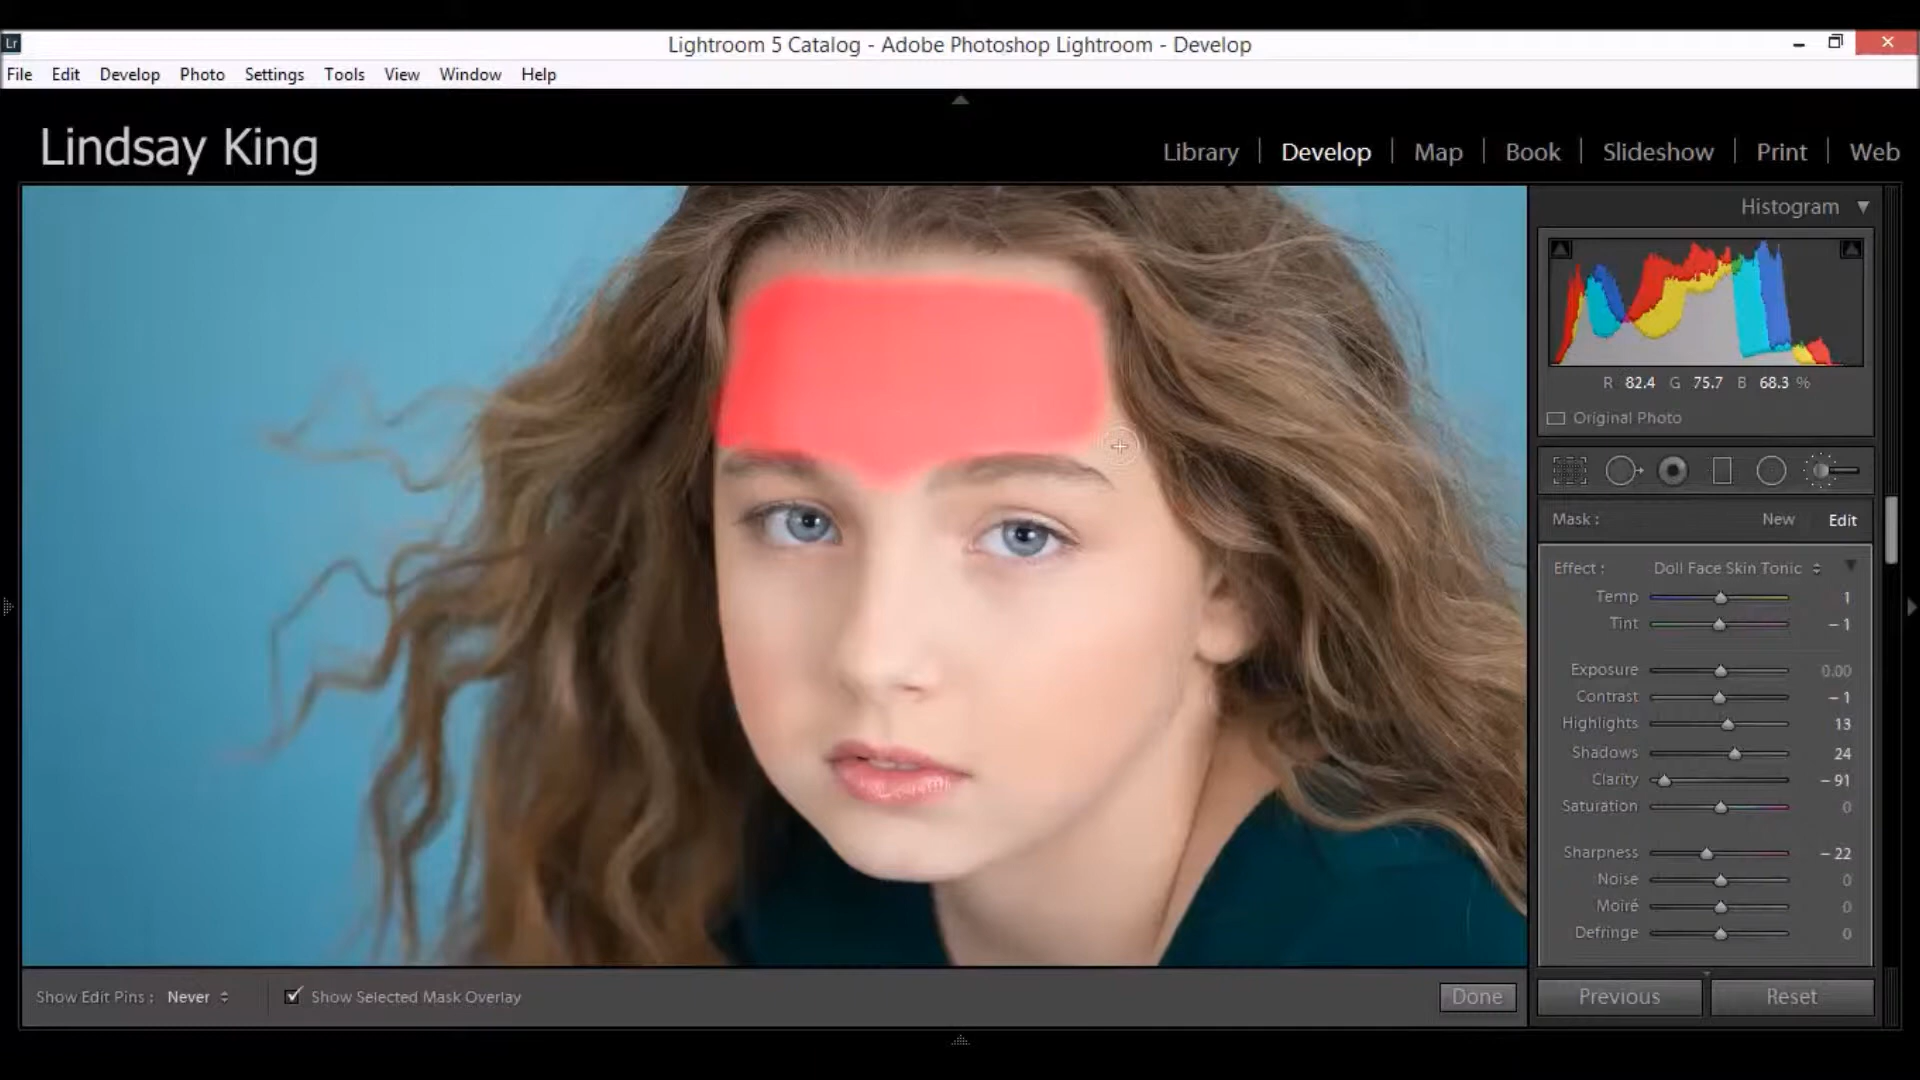 Lr
Lightroom 5 Catalog - Adobe Photoshop Lightroom - Develop
File Edit Develop Photo Settings Tools View Window Help
Lindsay King
Library | Develop | Map | Book | Slideshow | Print | Web
Histogram
R 82.4 G 75.7 B 68.3 %
Original Photo
Mask : New Edit
Effect : Doll Face Skin Tonic
Temp 1
Tint – 1
Exposure 0.00
Contrast – 1
Highlights 13
Shadows 24
Clarity – 91
Saturation 0
Sharpness – 22
Noise 0
Moiré 0
Defringe 0
Show Edit Pins : Never Show Selected Mask Overlay Done
Previous Reset